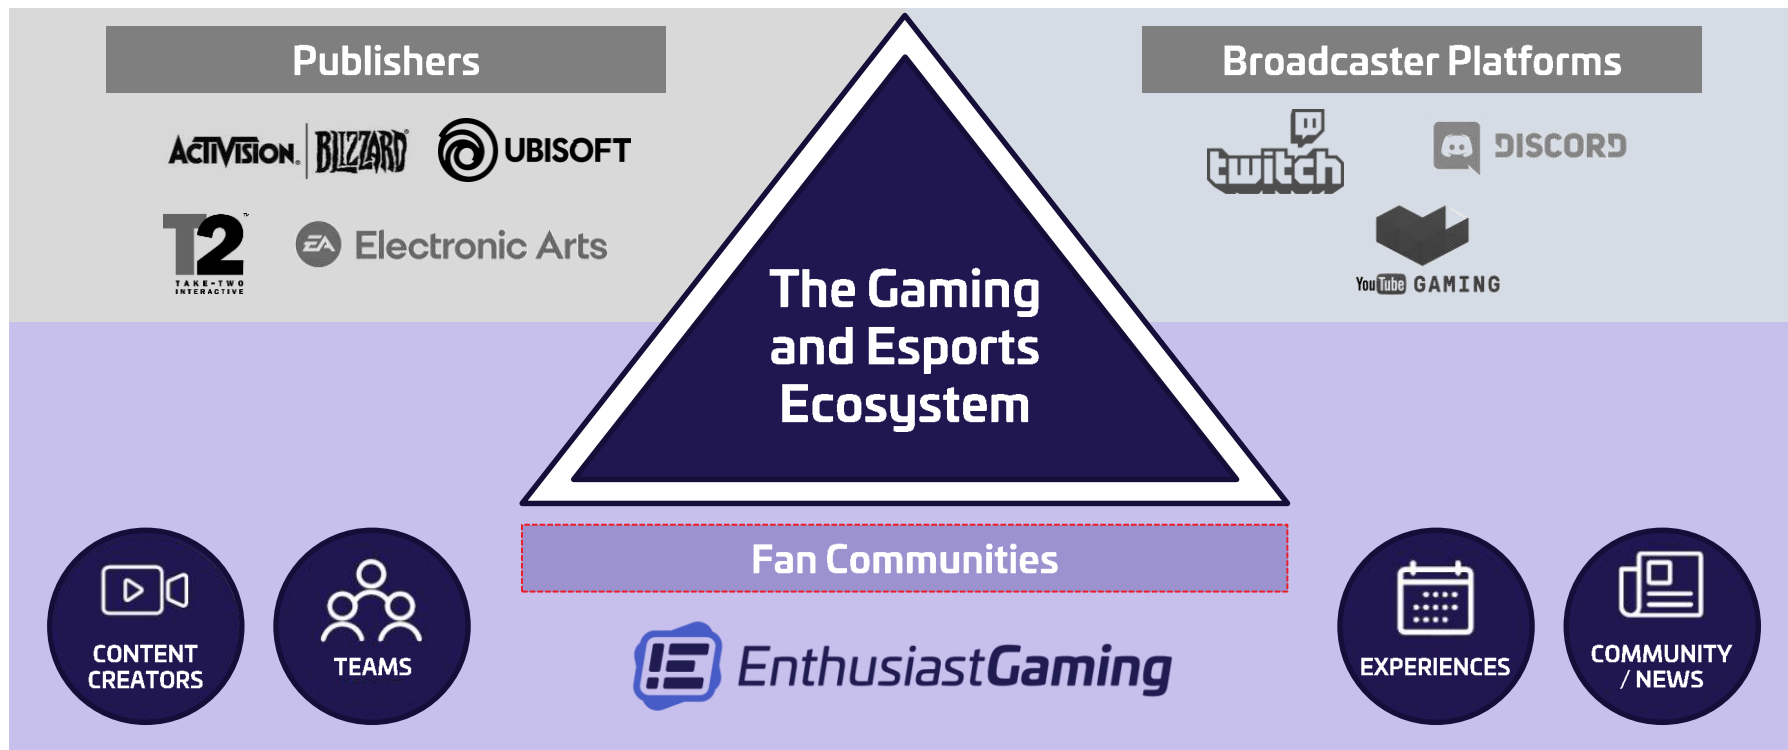 Publishers
ACTIVISION. BLIZZARD
UBISOFT
T2
TAKE-TWO
INTERACTIVE
EA Electronic Arts
Broadcaster Platforms
twitch
DISCORD
YouTube GAMING
The Gaming
and Esports
Ecosystem
Fan Communities
EnthusiastGaming
CONTENT
CREATORS
TEAMS
EXPERIENCES
COMMUNITY
/ NEWS